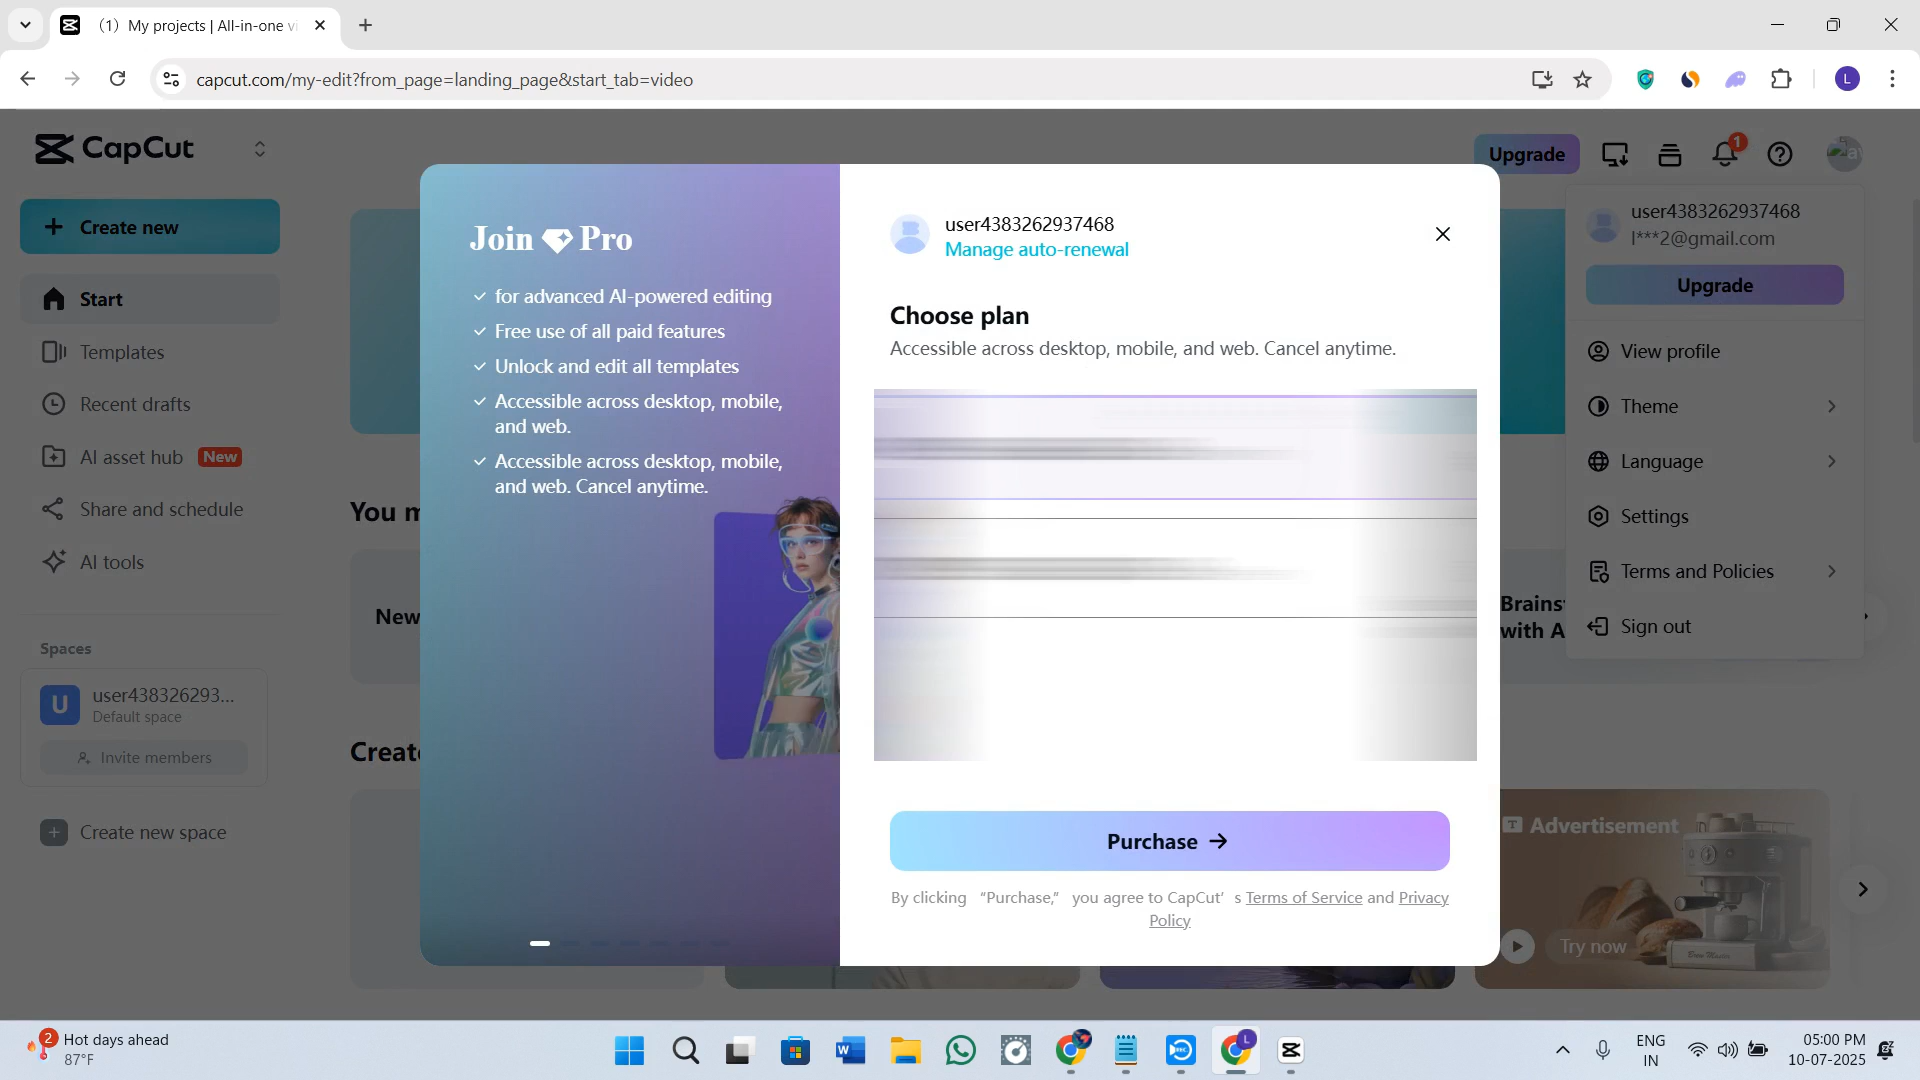 (1) My projects | All-in-one vi
capcut.com/my-edit?from_page=landing_page&start_tab=video
L
CapCut
Upgrade
1
Create new
Start
Templates
Recent drafts
AI asset hub New
Share and schedule
AI tools
Spaces
U
user438326293...
Default space
Invite members
Create new space
You m
New
Create
Join Pro
for advanced AI-powered editing
Free use of all paid features
Unlock and edit all templates
Accessible across desktop, mobile,
and web.
Accessible across desktop, mobile,
and web. Cancel anytime.
user4383262937468
Manage auto-renewal
Choose plan
Accessible across desktop, mobile, and web. Cancel anytime.
Purchase →
By clicking “Purchase,” you agree to CapCut’ s Terms of Service and Privacy
Policy
user4383262937468
l***2@gmail.com
Upgrade
View profile
Theme
Language
Settings
Terms and Policies
Sign out
Brains
with A
Advertisement
Try now
2
Hot days ahead
87°F
ENG
IN
05:00 PM
10-07-2025